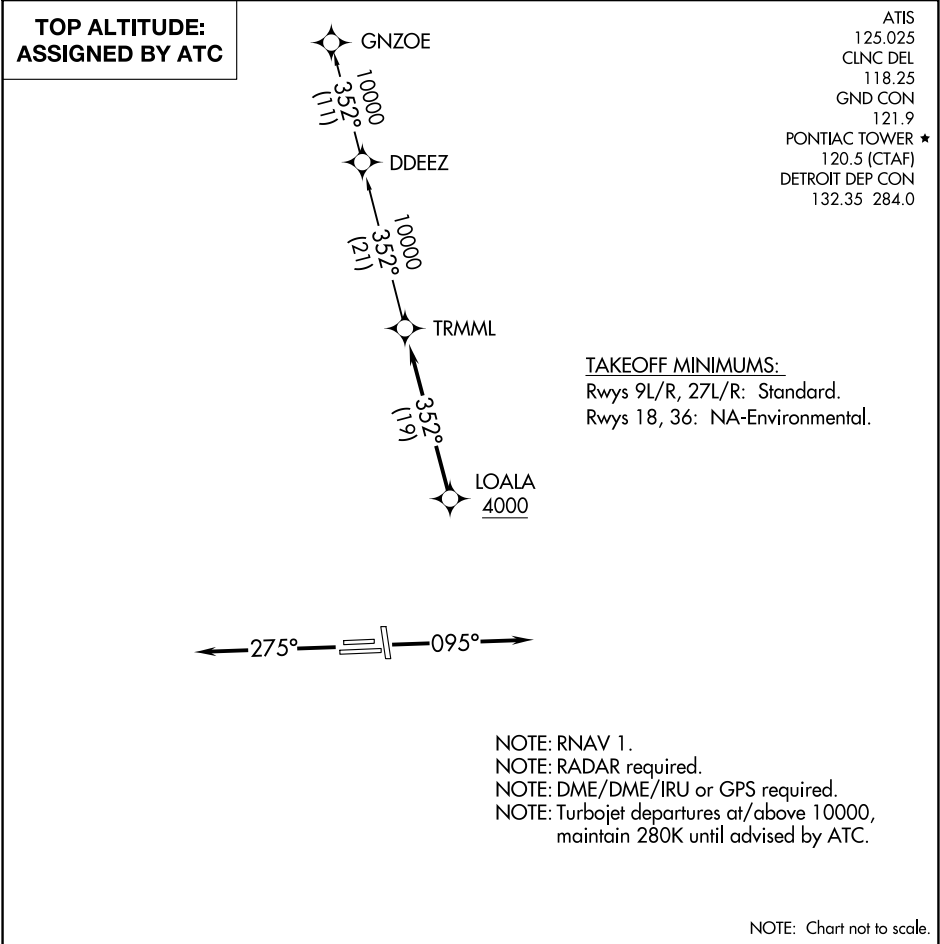 TOP ALTITUDE:
ASSIGNED BY ATC
ATIS
125.025
CLNC DEL
118.25
GND CON
121.9
PONTIAC TOWER ★
120.5 (CTAF)
DETROIT DEP CON
132.35 284.0
GNZOE
10000
352°
(11)
DDEEZ
10000
352°
(21)
TRMML
352°
(19)
LOALA
4000
TAKEOFF MINIMUMS:
Rwys 9L/R, 27L/R: Standard.
Rwys 18, 36: NA-Environmental.
275°
095°
NOTE: RNAV 1.
NOTE: RADAR required.
NOTE: DME/DME/IRU or GPS required.
NOTE: Turbojet departures at/above 10000,
maintain 280K until advised by ATC.
NOTE: Chart not to scale.